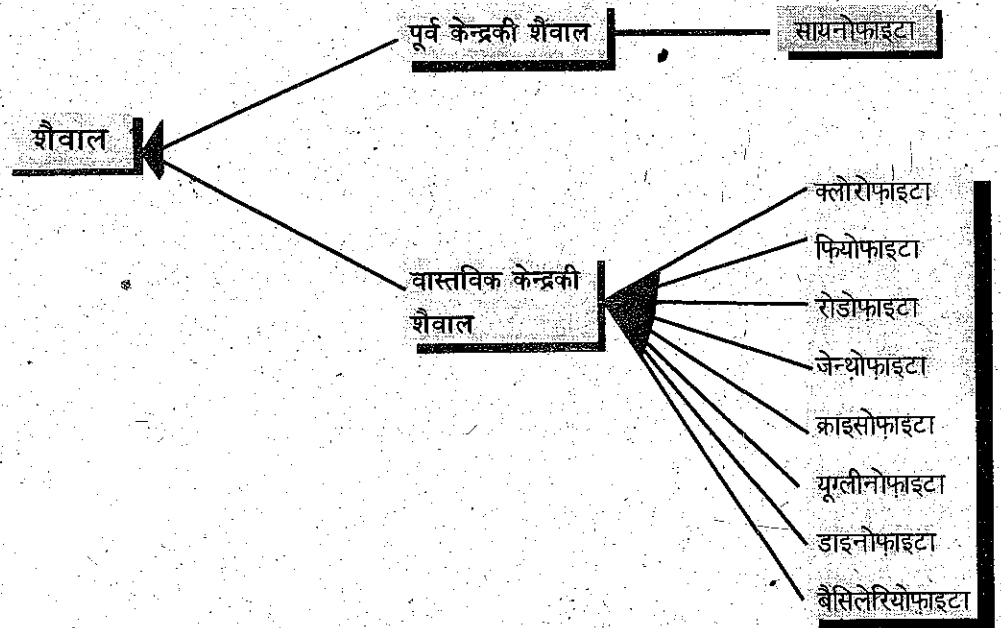 पूर्व केन्द्रकी शैवाल
सायनोफाइटा
शैवाल
वास्तविक केन्द्रकी
शैवाल
क्लोरोफाइटा
फियोफाइटा
रोडोफाइटा
जेन्थोफाइटा
क्राइसोफाइटा
यूग्लीनोफाइटा
डाइनोफाइटा
बैसिलेरियोफाइटा